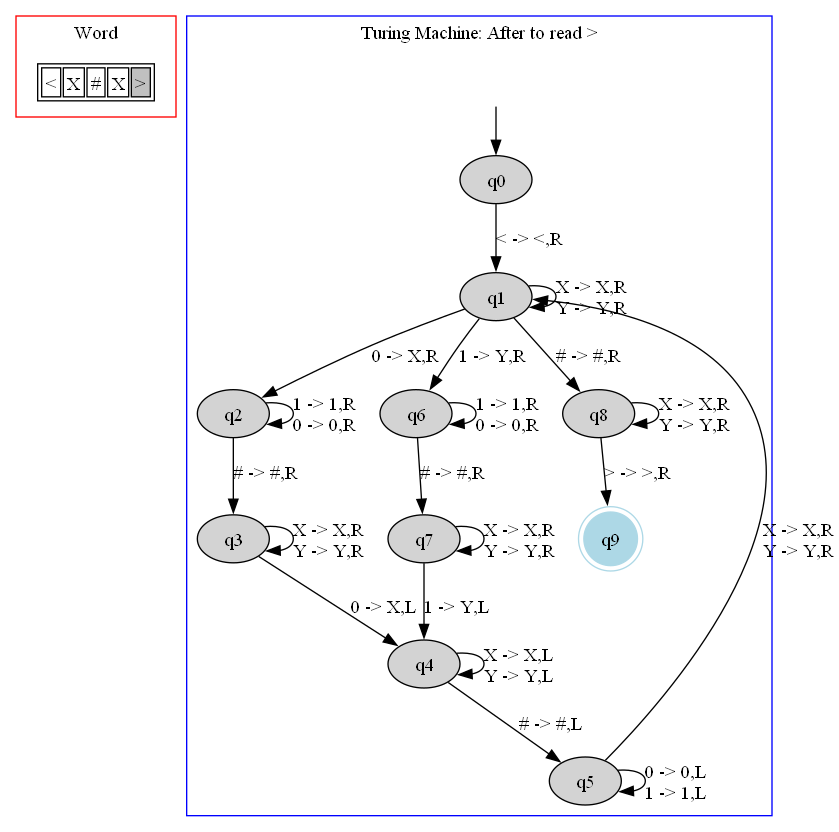 Word
< X # X >
Turing Machine: After to read >
q0
< -> <,R
q1
X -> X,R
Y -> Y,R
0 -> X,R
1 -> Y,R
# -> #,R
q2
1 -> 1,R
0 -> 0,R
q6
1 -> 1,R
0 -> 0,R
q8
X -> X,R
Y -> Y,R
# -> #,R
# -> #,R
> -> >,R
q3
X -> X,R
Y -> Y,R
q7
X -> X,R
Y -> Y,R
q9
X -> X,R
Y -> Y,R
0 -> X,L
1 -> Y,L
q4
X -> X,L
Y -> Y,L
# -> #,L
q5
0 -> 0,L
1 -> 1,L